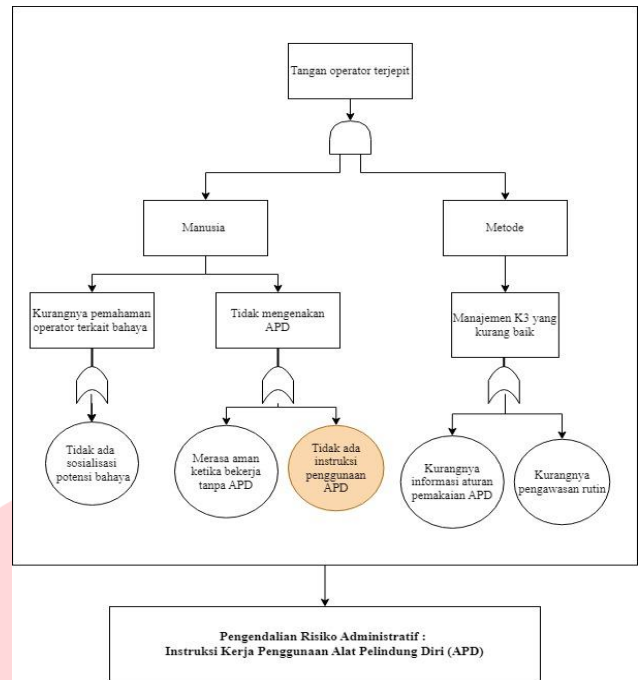 Tangan operator terjepit
Manusia
Metode
Kurangnya pemahaman
operator terkait bahaya
Tidak mengenakan
APD
Manajemen K3 yang
kurang baik
Tidak ada
sosialisasi
potensi bahaya
Merasa aman
ketika bekerja
tanpa APD
Tidak ada
instruksi
penggunaan
APD
Kurangnya
informasi aturan
pemakaian APD
Kurangnya
pengawasan rutin
Pengendalian Risiko Administratif :
Instruksi Kerja Penggunaan Alat Pelindung Diri (APD)